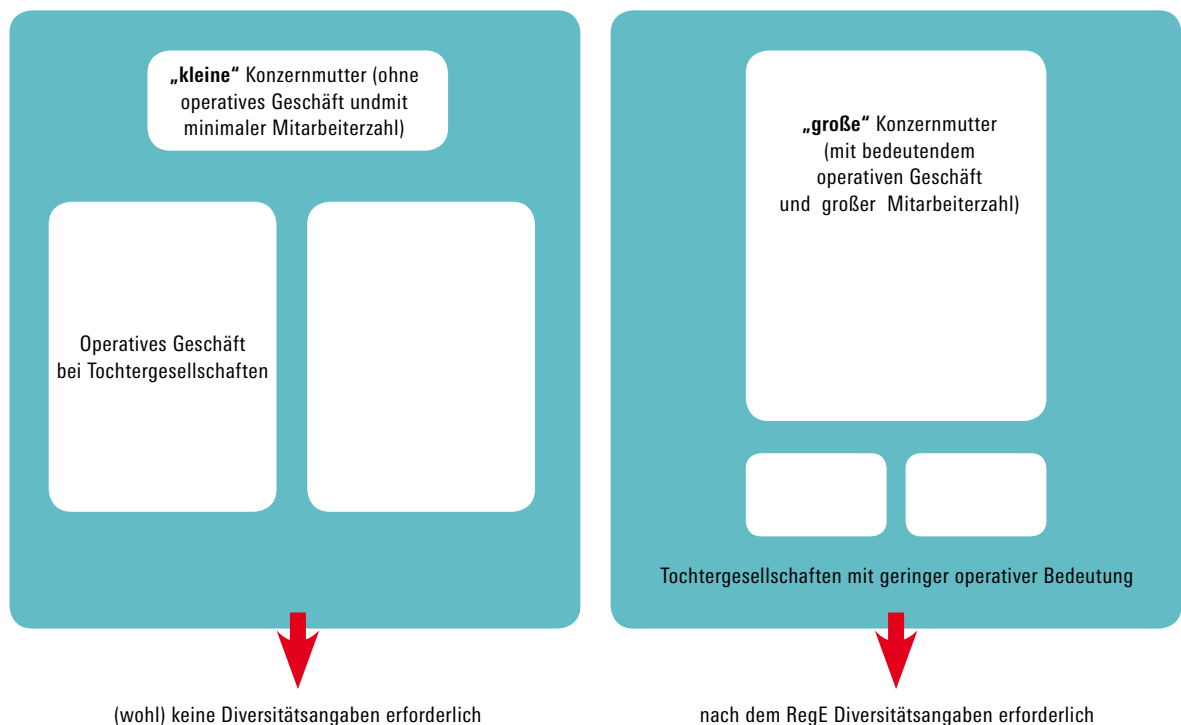 „kleine“ Konzernmutter (ohne
operatives Geschäft undmit
minimaler Mitarbeiterzahl)
Operatives Geschäft
bei Tochtergesellschaften
(wohl) keine Diversitätsangaben erforderlich
„große“ Konzernmutter
(mit bedeutendem
operativen Geschäft
und großer Mitarbeiterzahl)
Tochtergesellschaften mit geringer operativer Bedeutung
nach dem RegE Diversitätsangaben erforderlich